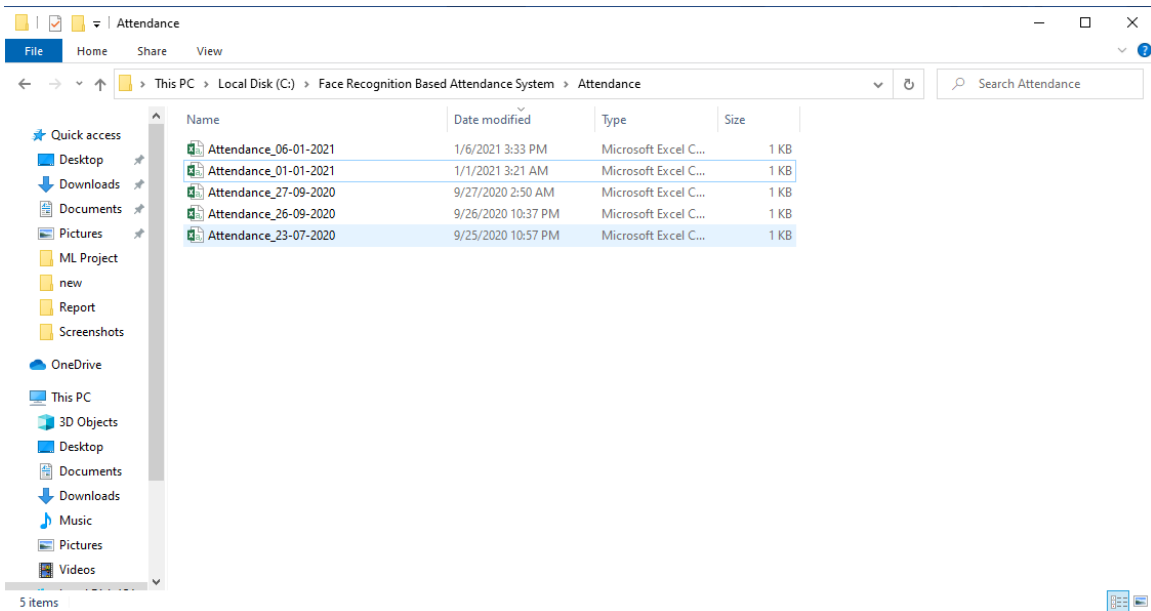 Attendance
File Home Share View
This PC > Local Disk (C:) > Face Recognition Based Attendance System > Attendance
Search Attendance
Name Date modified Type Size
Quick access
Desktop
Downloads
Documents
Pictures
ML Project
new
Report
Screenshots
OneDrive
This PC
3D Objects
Desktop
Documents
Downloads
Music
Pictures
Videos
Attendance_06-01-2021 1/6/2021 3:33 PM Microsoft Excel C... 1 KB
Attendance_01-01-2021 1/1/2021 3:21 AM Microsoft Excel C... 1 KB
Attendance_27-09-2020 9/27/2020 2:50 AM Microsoft Excel C... 1 KB
Attendance_26-09-2020 9/26/2020 10:37 PM Microsoft Excel C... 1 KB
Attendance_23-07-2020 9/25/2020 10:57 PM Microsoft Excel C... 1 KB
5 items